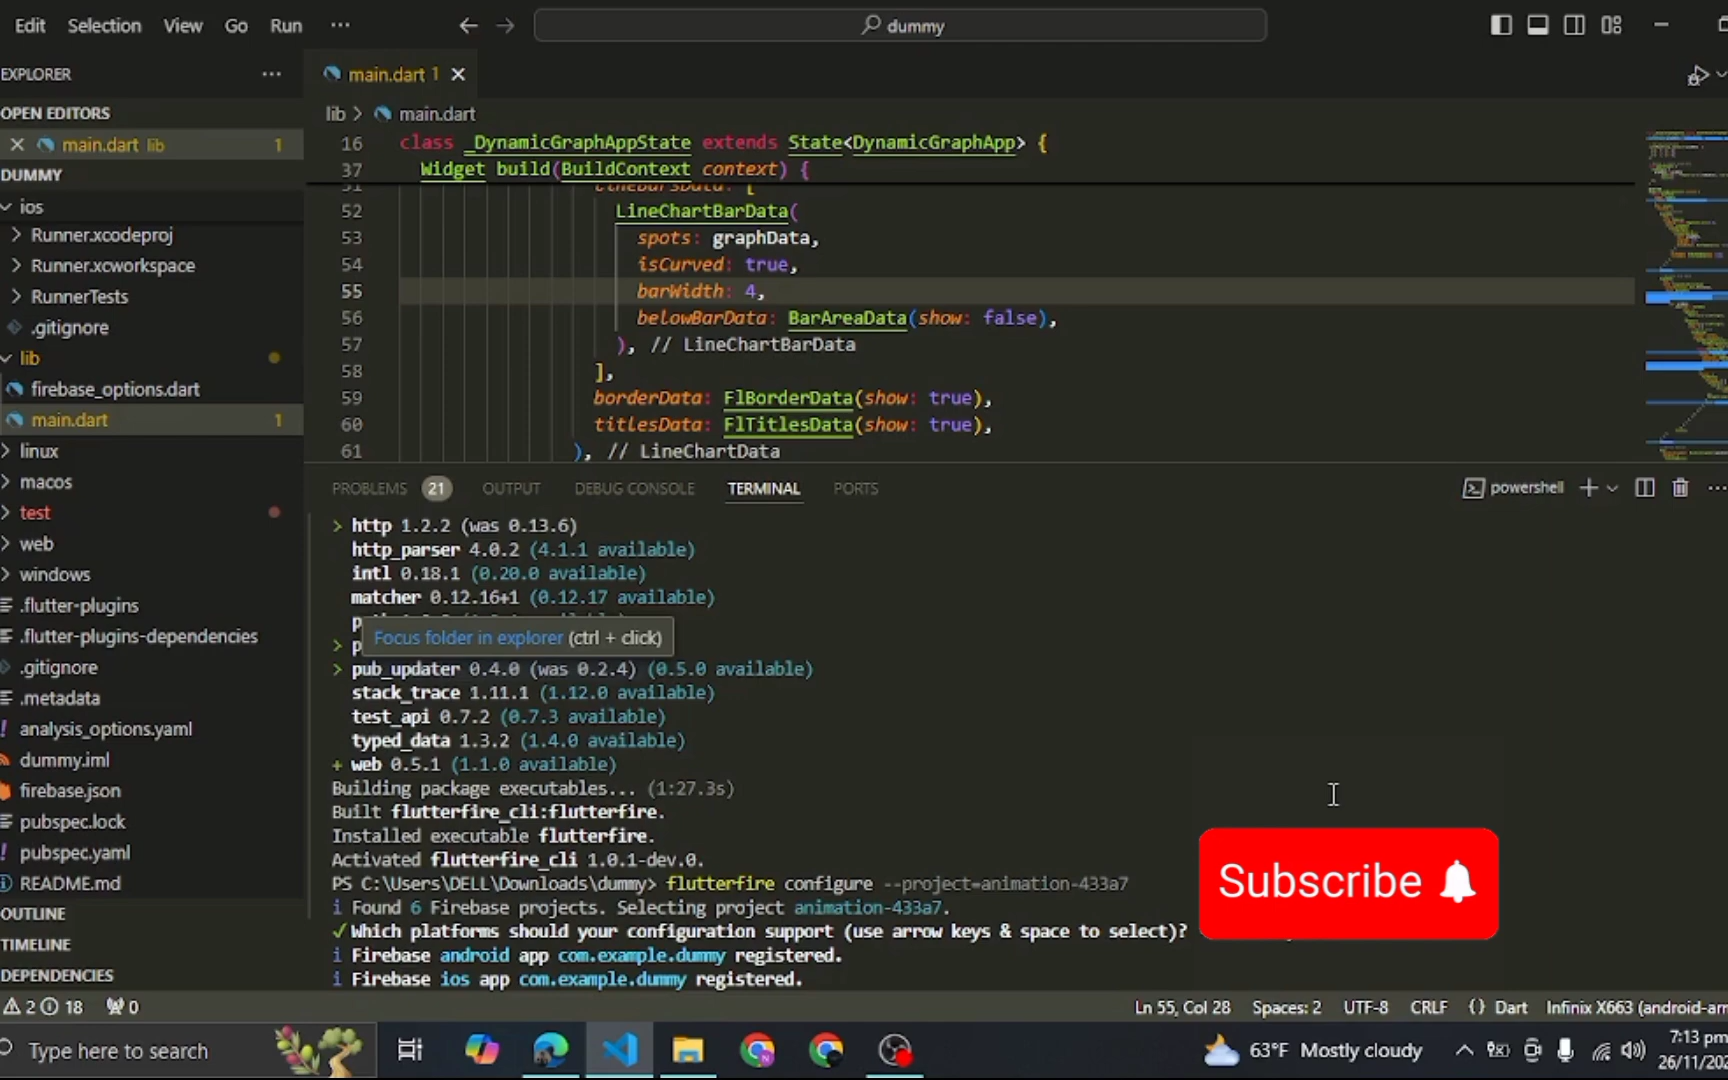 Edit Selection View Go Run ···
dummy
EXPLORER ···
OPEN EDITORS
main.dart lib 1
DUMMY
ios
Runner.xcodeproj
Runner.xcworkspace
RunnerTests
.gitignore
lib
firebase_options.dart
main.dart 1
linux
macos
test
web
windows
.flutter-plugins
.flutter-plugins-dependencies
.gitignore
.metadata
analysis_options.yaml
dummy.iml
firebase.json
pubspec.lock
pubspec.yaml
README.md
OUTLINE
TIMELINE
DEPENDENCIES
main.dart 1
lib > main.dart
16 class _DynamicGraphAppState extends State<DynamicGraphApp> {
37 Widget build(BuildContext context) {
52 LineChartBarData(
53 spots: graphData,
54 isCurved: true,
55 barWidth: 4,
56 belowBarData: BarAreaData(show: false),
57 ), // LineChartBarData
58 ],
59 borderData: FlBorderData(show: true),
60 titlesData: FlTitlesData(show: true),
61 ), // LineChartData
PROBLEMS 21 OUTPUT DEBUG CONSOLE TERMINAL PORTS
powershell
> http 1.2.2 (was 0.13.6)
http_parser 4.0.2 (4.1.1 available)
intl 0.18.1 (0.20.0 available)
matcher 0.12.16+1 (0.12.17 available)
Focus folder in explorer (ctrl + click)
> pub_updater 0.4.0 (was 0.2.4) (0.5.0 available)
stack_trace 1.11.1 (1.12.0 available)
test_api 0.7.2 (0.7.3 available)
typed_data 1.3.2 (1.4.0 available)
+ web 0.5.1 (1.1.0 available)
Building package executables... (1:27.3s)
Built flutterfire_cli:flutterfire.
Installed executable flutterfire.
Activated flutterfire_cli 1.0.1-dev.0.
PS C:\Users\DELL\Downloads\dummy> flutterfire configure --project=animation-433a7
i Found 6 Firebase projects. Selecting project animation-433a7.
✓ Which platforms should your configuration support (use arrow keys & space to select)?
i Firebase android app com.example.dummy registered.
i Firebase ios app com.example.dummy registered.
Subscribe
2 18 0
Ln 55, Col 28 Spaces: 2 UTF-8 CRLF {} Dart Infinix X663
Type here to search
63°F Mostly cloudy
7:13 pm